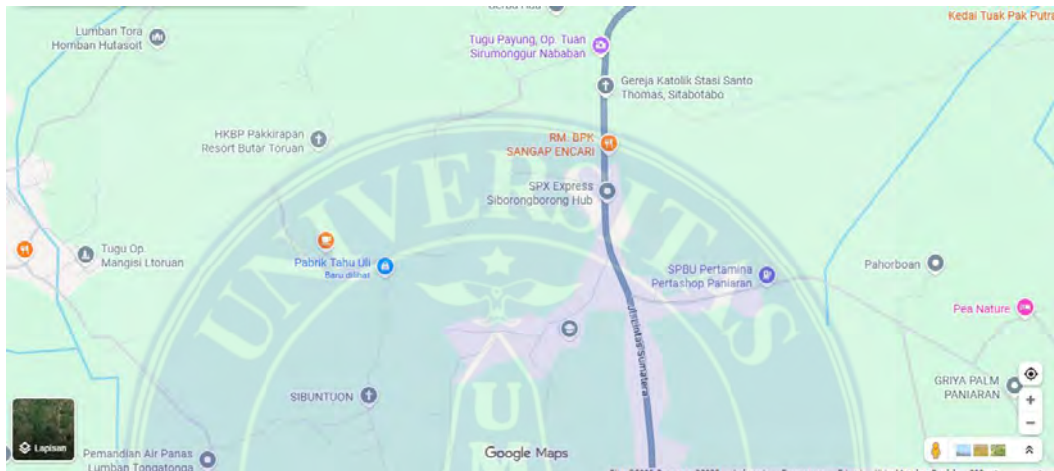 Kedai Tuak Pak Putra
Lumban Tora
Homban Hutasoit
Tugu Payung, Op. Tuan
Sirumonggur Nababan
Gereja Katolik Stasi Santo
Thomas, Sitabotabo
HKBP Pakkirapan
Resort Butar Toruan
RM. BPK
SANGAP ENCARI
SPX Express
Siborongborong Hub
UNIVERSITAS
Tugu Op.
Mangisi Ltoruan
Pabrik Tahu Uli
Baru dilihat
SPBU Pertamina
Pertashop Paniaran
Pahorboan
Pea Nature
Jl. Lintas Sumatera
SIBUNTUON
GRIYA PALM
PANIARAN
U
Lapisan
Pemandian Air Panas
Lumban Tongatonga
Google Maps